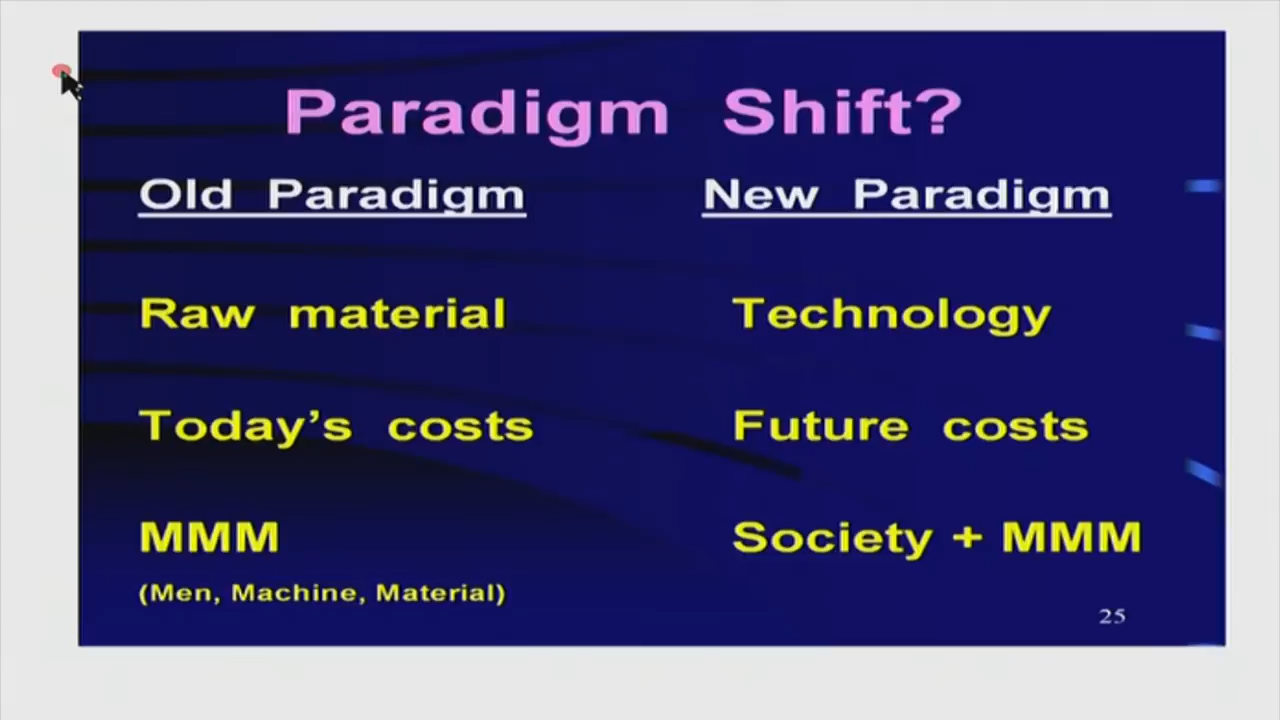 Paradigm Shift?
Old Paradigm New Paradigm
Raw material Technology
Today’s costs Future costs
MMM Society + MMM
(Men, Machine, Material)
25